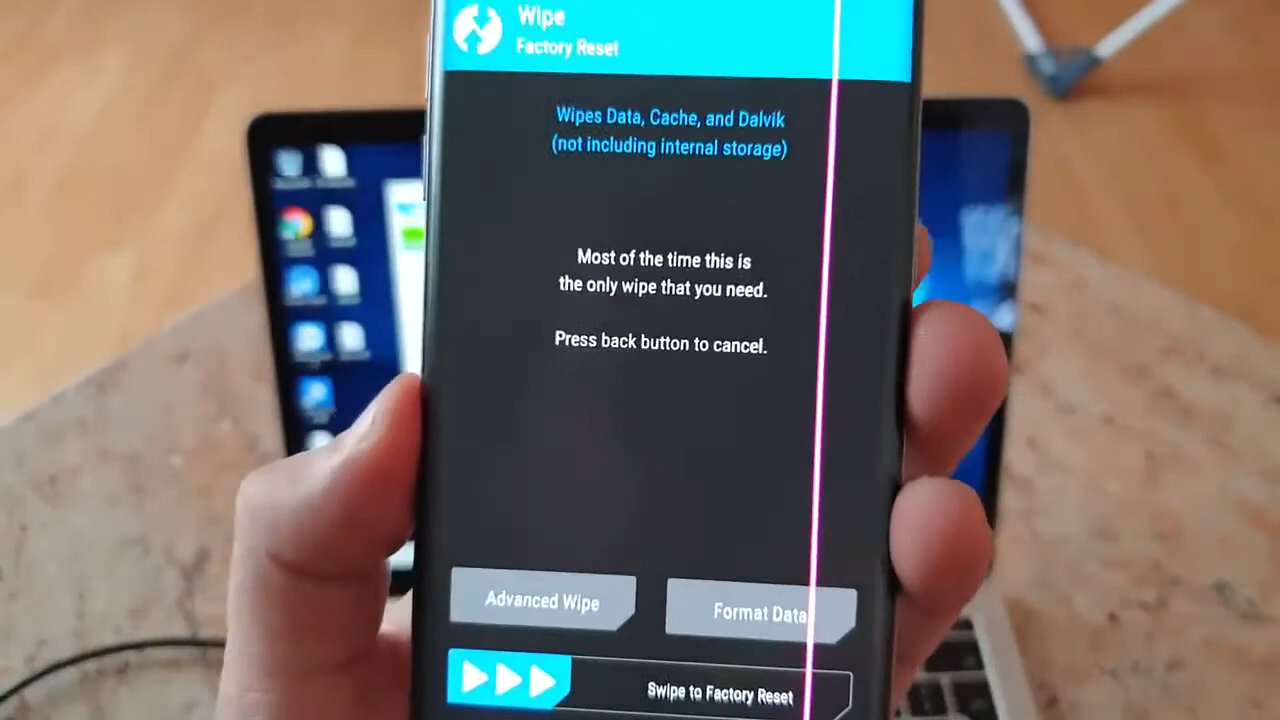 Wipe
Factory Reset
Wipes Data, Cache, and Dalvik
(not including internal storage)
Most of the time this is
the only wipe that you need.
Press back button to cancel.
Advanced Wipe
Format Data
Swipe to Factory Reset